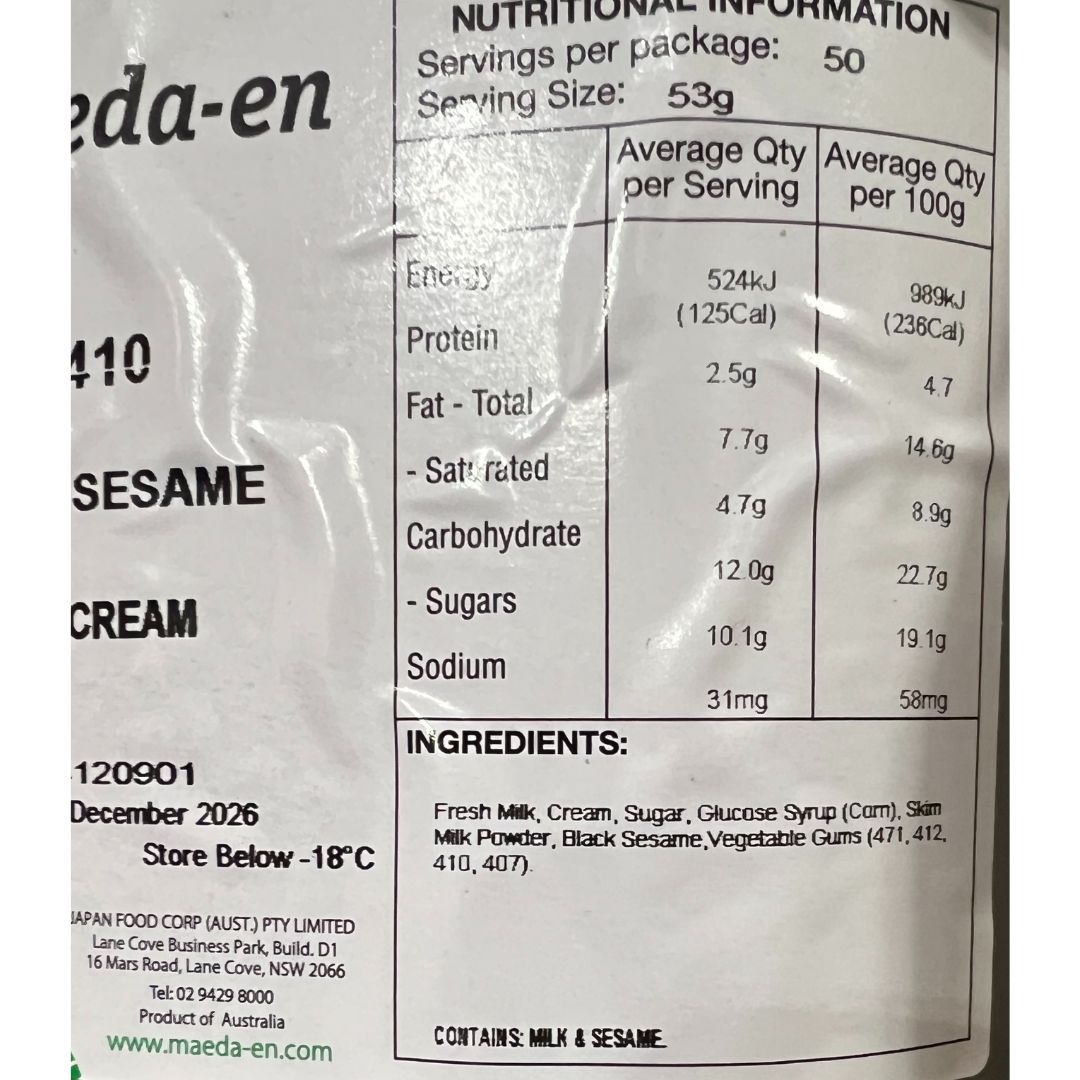 eda-en
410
SESAME
CREAM
120901
December 2026
Store Below -18°C
JAPAN FOOD CORP (AUST.) PTY LIMITED
Lane Cove Business Park, Build. D1
16 Mars Road, Lane Cove, NSW 2066
Tel: 02 9429 8000
Product of Australia
www.maeda-en.com
NUTRITIONAL INFORMATION
Servings per package: 50
Serving Size: 53g
Average Qty per Serving
Average Qty per 100g
Energy 524kJ (125Cal) 989kJ (236Cal)
Protein 2.5g 4.7
Fat - Total 7.7g 14.6g
- Saturated 4.7g 8.9g
Carbohydrate 12.0g 22.7g
- Sugars 10.1g 19.1g
Sodium 31mg 58mg
INGREDIENTS:
Fresh Milk, Cream, Sugar, Glucose Syrup (Corn), Skim
Milk Powder, Black Sesame,Vegetable Gums (471, 412,
410, 407).
CONTAINS: MILK & SESAME